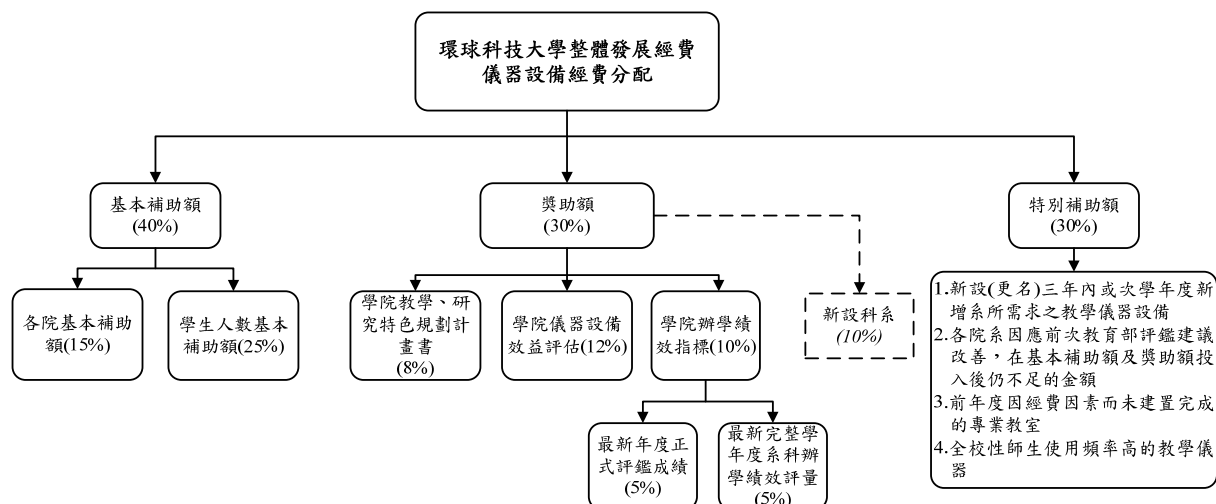 環球科技大學整體發展經費
儀器設備經費分配
基本補助額
(40%)
獎助額
(30%)
特別補助額
(30%)
各院基本補助
額(15%)
學生人數基本
補助額(25%)
學院教學、研
究特色規劃計
畫書
(8%)
學院儀器設備
效益評估(12%)
學院辦學績
效指標(10%)
新設科系
(10%)
最新年度正
式評鑑成績
(5%)
最新完整學
年度系科辦
學績效評量
(5%)
1.新設(更名)三年內或次學年度新
增系所需求之教學儀器設備
2.各院系因應前次教育部評鑑建議
改善，在基本補助額及獎助額投
入後仍不足的金額
3.前年度因經費因素而未建置完成
的專業教室
4.全校性師生使用頻率高的教學儀
器